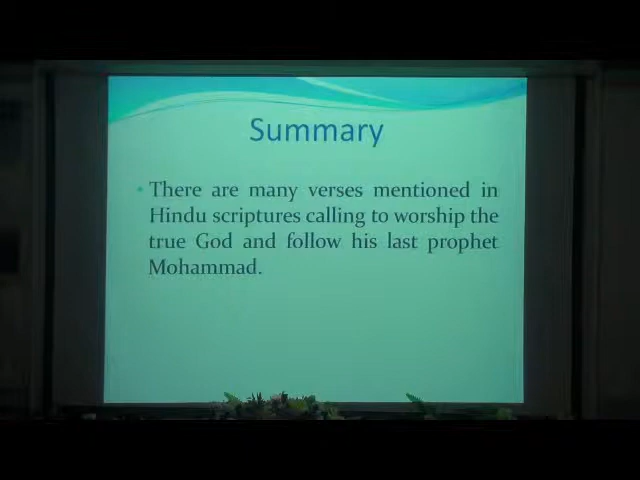 Summary
• There are many verses mentioned in
Hindu scriptures calling to worship the
true God and follow his last prophet
Mohammad.